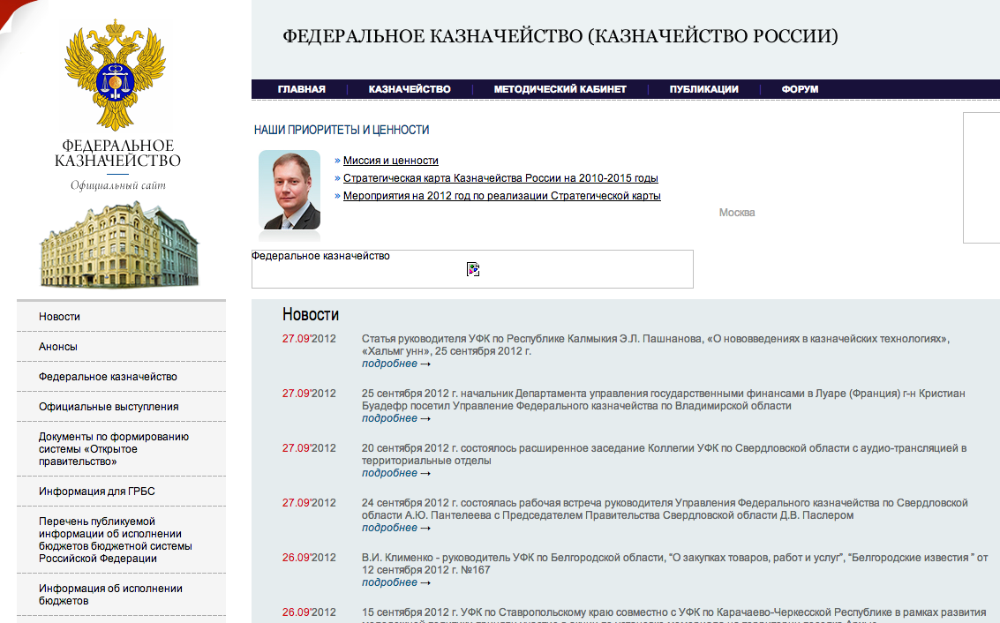 ФЕДЕРАЛЬНОЕ КАЗНАЧЕЙСТВО (КАЗНАЧЕЙСТВО РОССИИ)
ГЛАВНАЯ | КАЗНАЧЕЙСТВО | МЕТОДИЧЕСКИЙ КАБИНЕТ | ПУБЛИКАЦИИ | ФОРУМ
ФЕДЕРАЛЬНОЕ
КАЗНАЧЕЙСТВО
Официальный сайт
Новости
Анонсы
Федеральное казначейство
Официальные выступления
Документы по формированию
системы «Открытое
правительство»
Информация для ГРБС
Перечень публикуемой
информации об исполнении
бюджетов бюджетной системы
Российской Федерации
Информация об исполнении
бюджетов
НАШИ ПРИОРИТЕТЫ И ЦЕННОСТИ
» Миссия и ценности
» Стратегическая карта Казначейства России на 2010-2015 годы
» Мероприятия на 2012 год по реализации Стратегической карты
Москва
Федеральное казначейство
Новости
27.09'2012 Статья руководителя УФК по Республике Калмыкия Э.Л. Пашнанова, «О нововведениях в казначейских технологиях»,
«Хальмг унн», 25 сентября 2012 г.
подробнее →
27.09'2012 25 сентября 2012 г. начальник Департамента управления государственными финансами в Луаре (Франция) г-н Кристиан
Буадефр посетил Управление Федерального казначейства по Владимирской области
подробнее →
27.09'2012 20 сентября 2012 г. состоялось расширенное заседание Коллегии УФК по Свердловской области с аудио-трансляцией в
территориальные отделы
подробнее →
27.09'2012 24 сентября 2012 г. состоялась рабочая встреча руководителя Управления Федерального казначейства по Свердловской
области А.Ю. Пантелеева с Председателем Правительства Свердловской области Д.В. Паслером
подробнее →
26.09'2012 В.И. Клименко - руководитель УФК по Белгородской области, “О закупках товаров, работ и услуг”, “Белгородские известия ” от
12 сентября 2012 г. №167
подробнее →
26.09'2012 15 сентября 2012 г. УФК по Ставропольскому краю совместно с УФК по Карачаево-Черкесской Республике в рамках развития